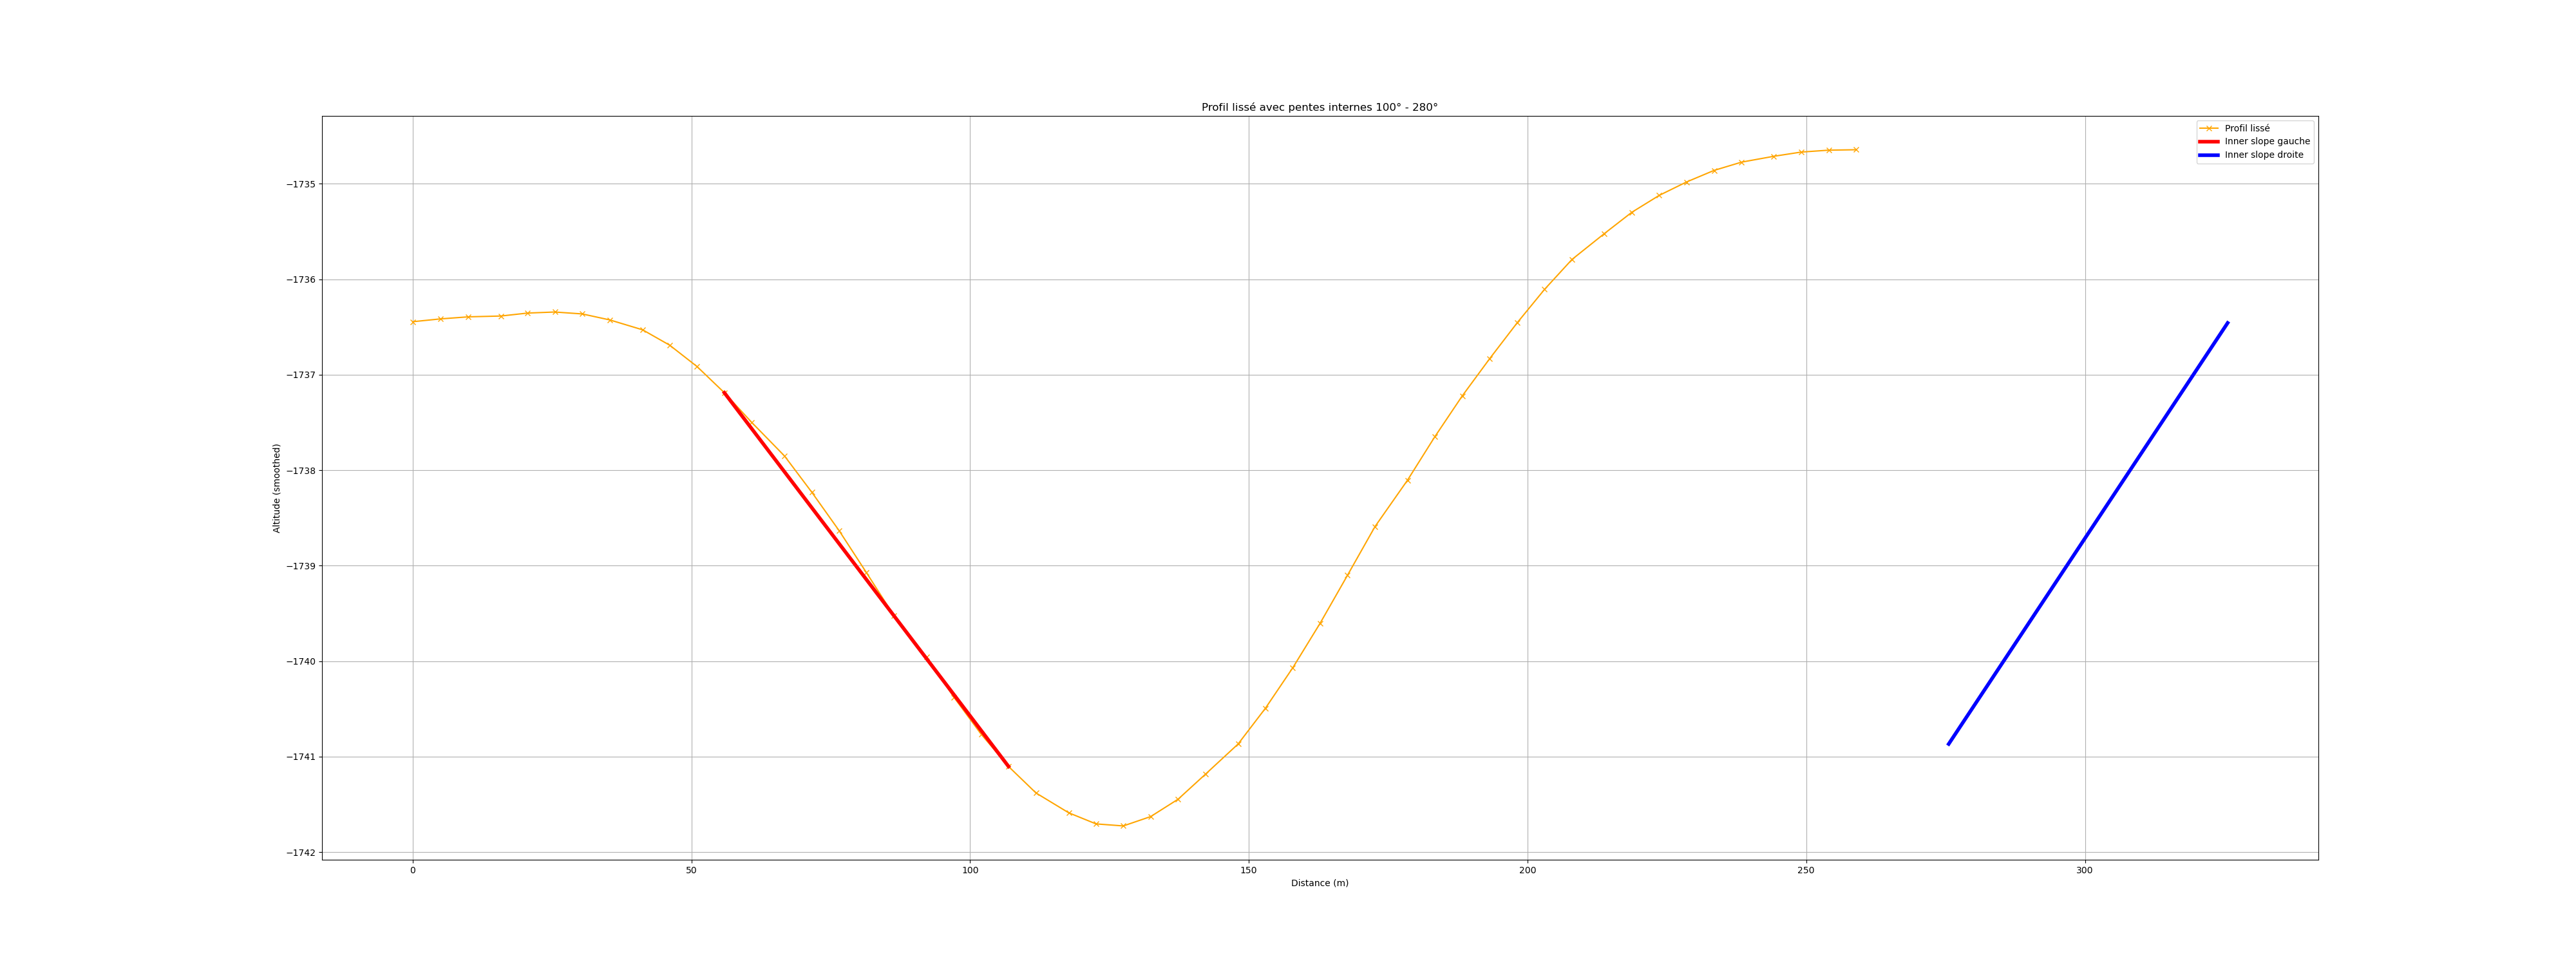 Profil lissé avec pentes internes 100° - 280°
Profil lissé
Inner slope gauche
Inner slope droite
Altitude (smoothed)
−1735
−1736
−1737
−1738
−1739
−1740
−1741
−1742
0 50 100 150 200 250 300
Distance (m)